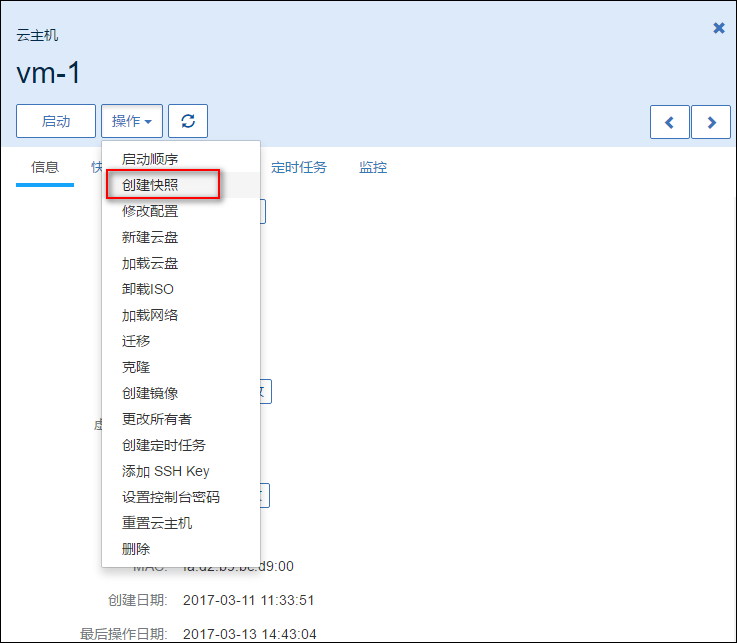 云主机
vm-1
启动
操作
信息
快
定时任务
监控
启动顺序
创建快照
修改配置
新建云盘
加载云盘
卸载ISO
加载网络
迁移
克隆
创建镜像
更改所有者
创建定时任务
添加 SSH Key
设置控制台密码
重置云主机
删除
MAC: fa:d2:b9:be:d9:00
创建日期: 2017-03-11 11:33:51
最后操作日期: 2017-03-13 14:43:04